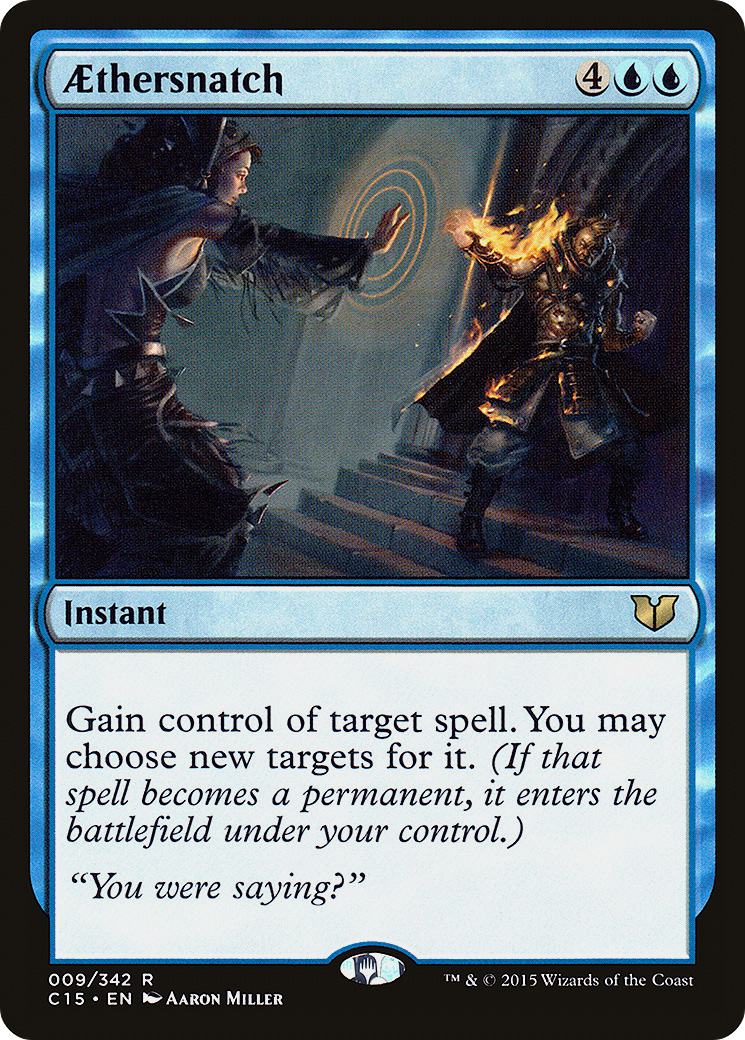 Æthersnatch 4
Instant
Gain control of target spell. You may
choose new targets for it. (If that
spell becomes a permanent, it enters the
battlefield under your control.)
“You were saying?”
009/342 R
C15 • EN Aaron Miller
™ & © 2015 Wizards of the Coast